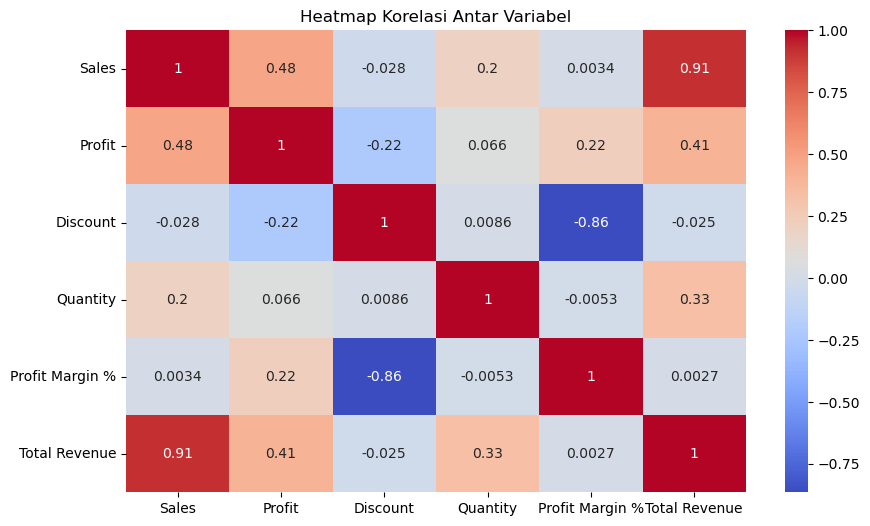 Heatmap Korelasi Antar Variabel
Sales 1 0.48 -0.028 0.2 0.0034 0.91
Profit 0.48 1 -0.22 0.066 0.22 0.41
Discount -0.028 -0.22 1 0.0086 -0.86 -0.025
Quantity 0.2 0.066 0.0086 1 -0.0053 0.33
Profit Margin % 0.0034 0.22 -0.86 -0.0053 1 0.0027
Total Revenue 0.91 0.41 -0.025 0.33 0.0027 1
Sales Profit Discount Quantity Profit Margin % Total Revenue
1.00
0.75
0.50
0.25
0.00
−0.25
−0.50
−0.75